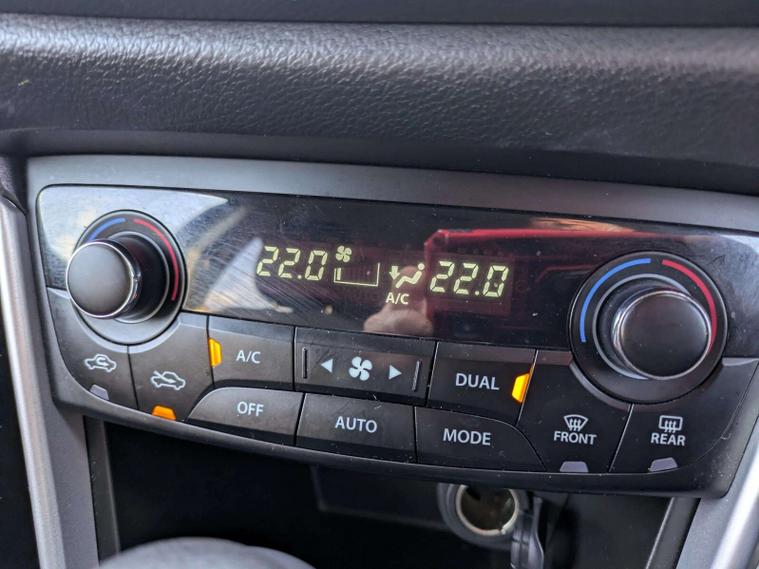 22.0 22.0
A/C
A/C
DUAL
OFF
AUTO
MODE
FRONT
REAR